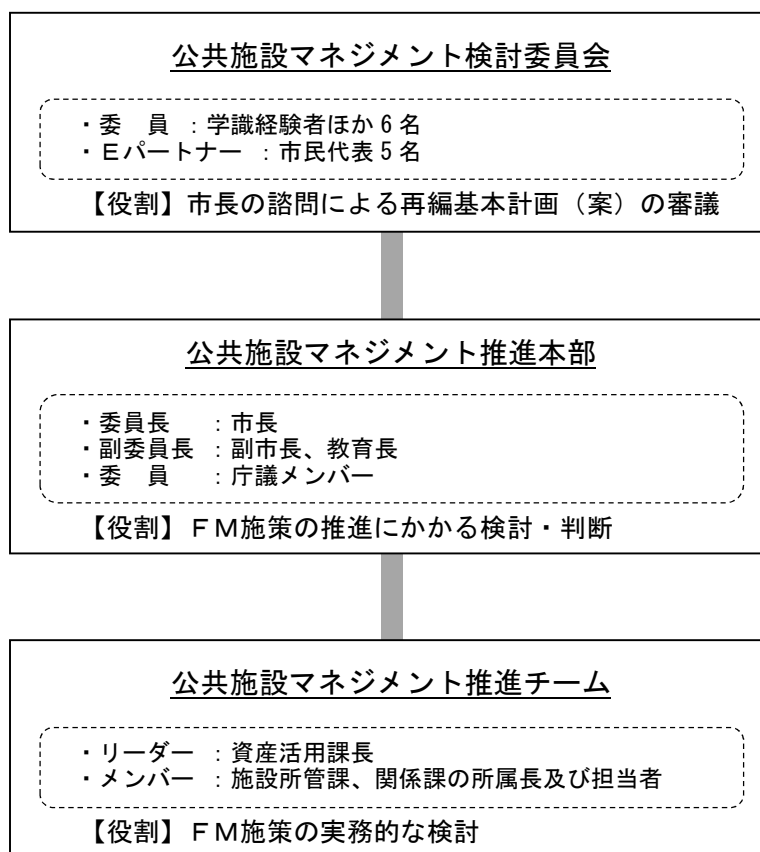 公共施設マネジメント検討委員会
・委　員　：学識経験者ほか6名
・Ｅパートナー　：市民代表5名
【役割】市長の諮問による再編基本計画（案）の審議
公共施設マネジメント推進本部
・委員長　　：市長
・副委員長　：副市長、教育長
・委　員　　：庁議メンバー
【役割】ＦＭ施策の推進にかかる検討・判断
公共施設マネジメント推進チーム
・リーダー　：資産活用課長
・メンバー　：施設所管課、関係課の所属長及び担当者
【役割】ＦＭ施策の実務的な検討